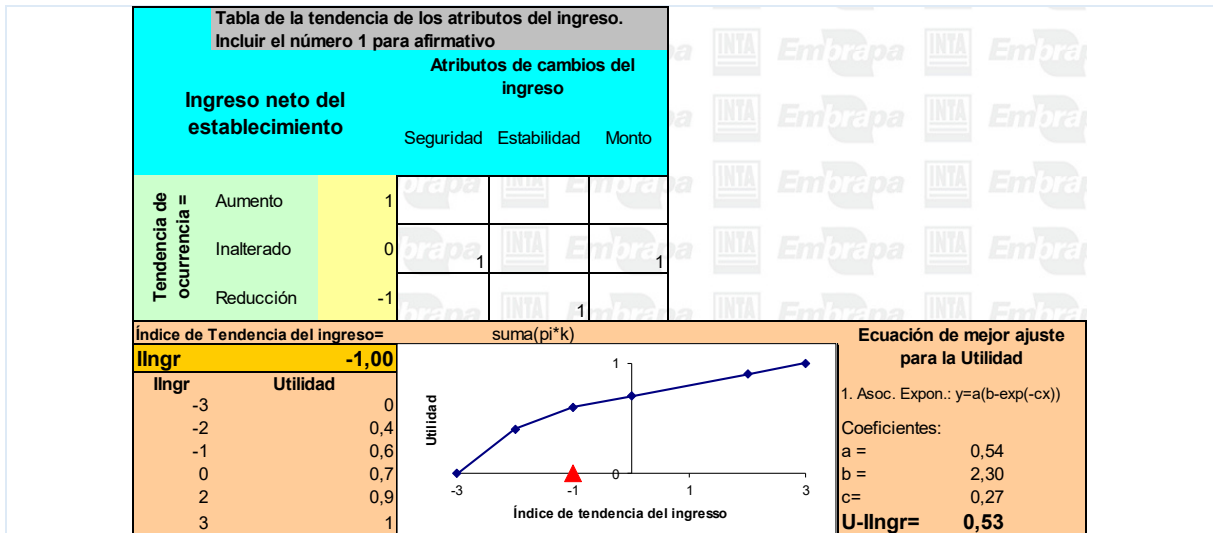 Tabla de la tendencia de los atributos del ingreso.
Incluir el número 1 para afirmativo
Ingreso neto del
establecimiento
Atributos de cambios del
ingreso
Seguridad Estabilidad Monto
Tendencia de
ocurrencia =
Aumento 1
Inalterado 0 1 1
Reducción -1 1
Índice de Tendencia del ingreso= suma(pi*k)
IIngr -1,00
IIngr Utilidad
-3 0
-2 0,4
-1 0,6
0 0,7
2 0,9
3 1
Utilidad
1
0
-3 -1 1 3
Índice de tendencia del ingresso
Ecuación de mejor ajuste
para la Utilidad
1. Asoc. Expon.: y=a(b-exp(-cx))
Coeficientes:
a = 0,54
b = 2,30
c= 0,27
U-IIngr= 0,53
INTA Embrapa INTA Embrapa